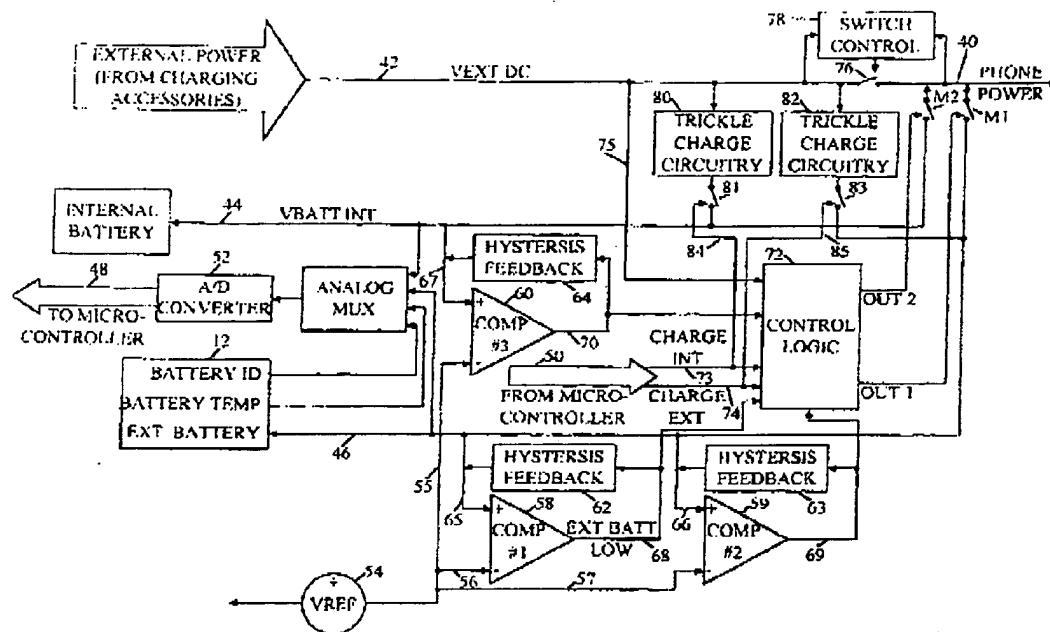 78
SWITCH
CONTROL
40
EXTERNAL POWER
(FROM CHARGING
ACCESSORIES)
42
VEXT DC
76
PHONE
POWER
M2
M1
80
TRICKLE
CHARGE
CIRCUITRY
82
TRICKLE
CHARGE
CIRCUITRY
75
81
83
INTERNAL
BATTERY
44
VBATT INT
84
85
67
HYSTERSIS
FEEDBACK
64
72
CONTROL
LOGIC
OUT 2
OUT 1
48
TO MICRO-
CONTROLLER
52
A/D
CONVERTER
ANALOG
MUX
+
-
60
COMP
#3
70
50
FROM MICRO-
CONTROLLER
CHARGE
INT
73
CHARGE
EXT
74
12
BATTERY ID
BATTERY TEMP
EXT BATTERY
46
55
65
HYSTERSIS
FEEDBACK
62
66
HYSTERSIS
FEEDBACK
63
+
-
58
COMP
#1
EXT BATT
LOW
68
+
-
59
COMP
#2
69
56
57
54
+
VREF